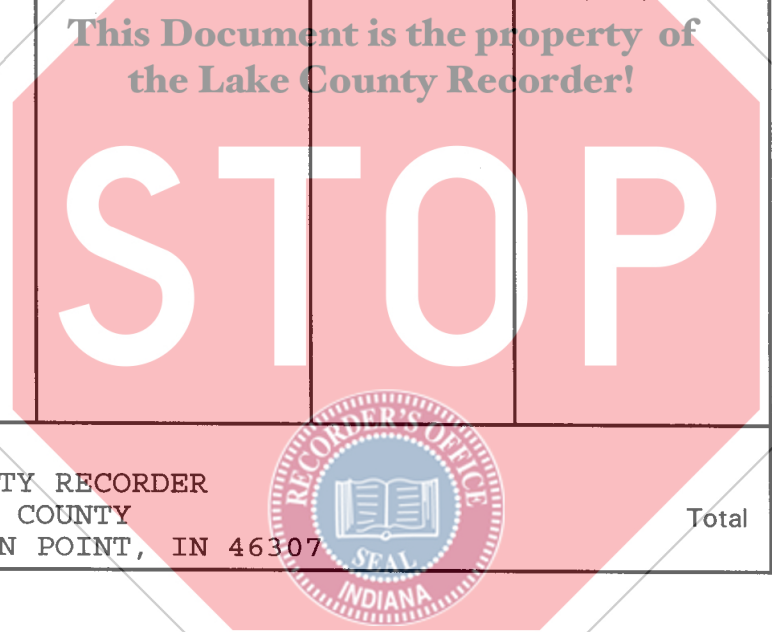 This Document is the property of
the Lake County Recorder!
STOP
RECORDER'S OFFICE
TY RECORDER
COUNTY
Total
N POINT, IN 46307
SEAL
INDIANA